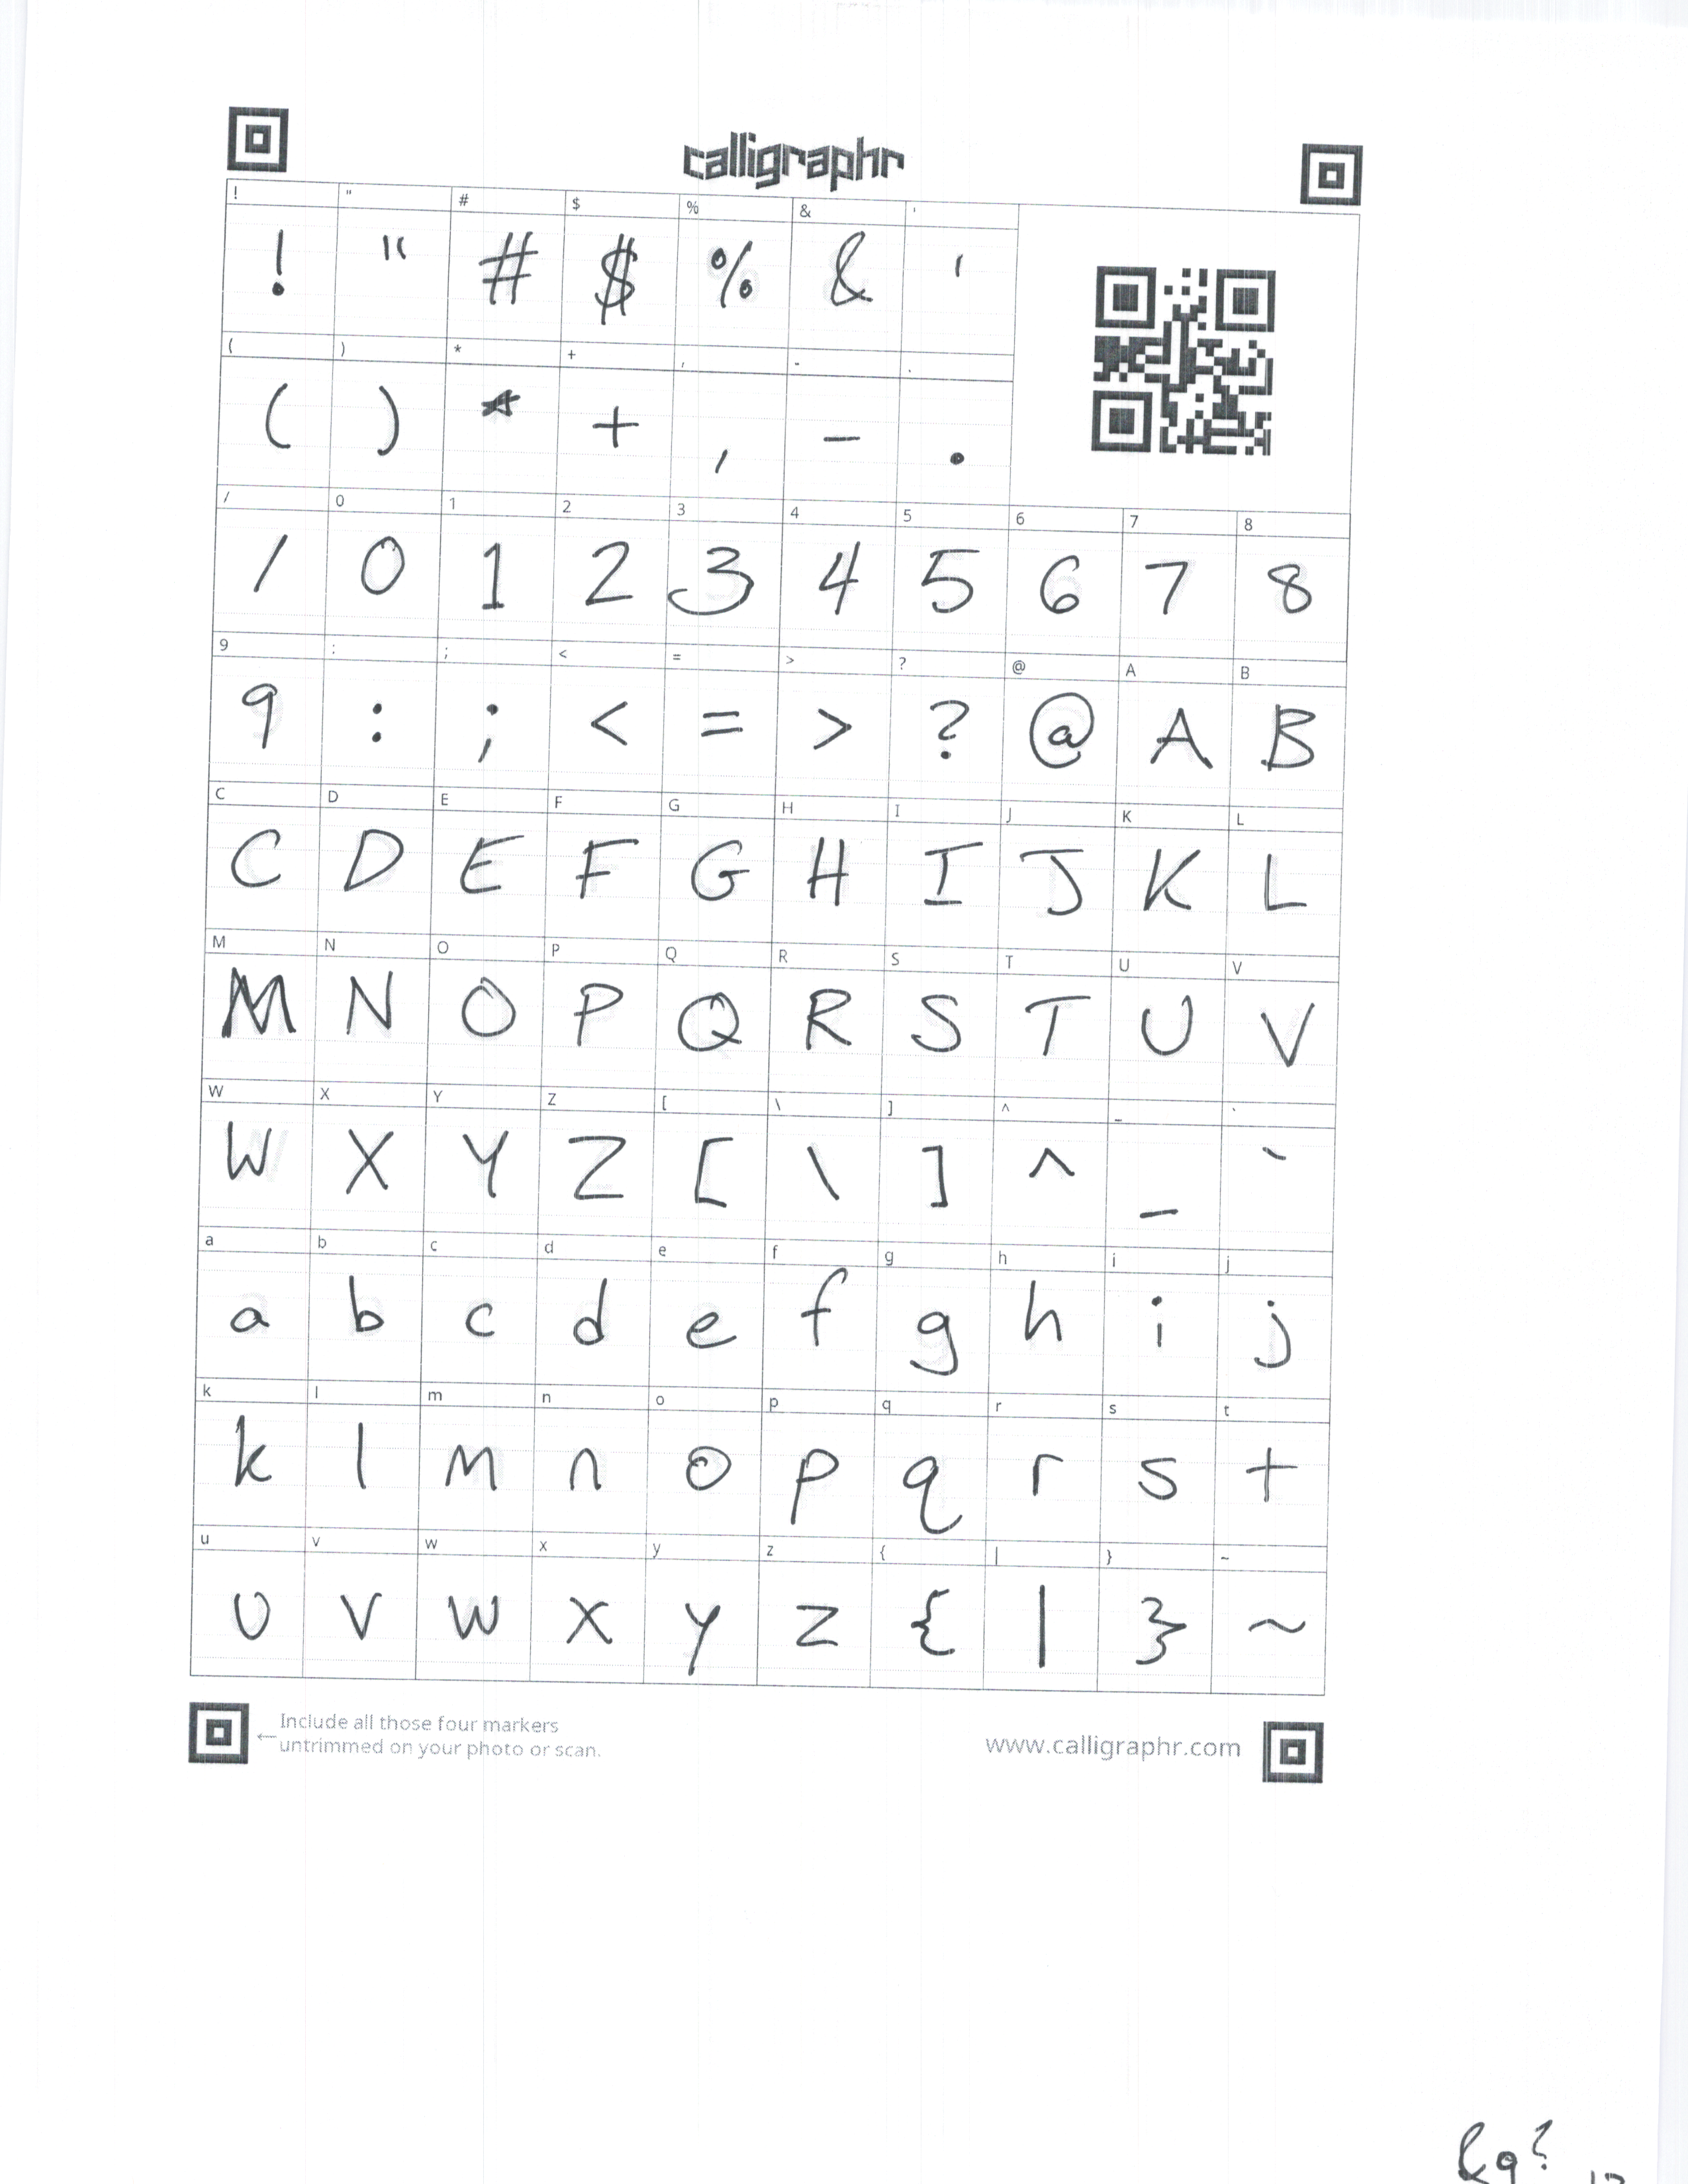 calligraphr
! " # $ % & '
! " # $ % & '
( ) * + , - .
( ) * + , - .
/ 0 1 2 3 4 5 6 7 8
/ 0 1 2 3 4 5 6 7 8
9 : ; < = > ? @ A B
9 : ; < = > ? @ A B
C D E F G H I J K L
C D E F G H I J K L
M N O P Q R S T U V
M N O P Q R S T U V
W X Y Z [ \ ] ^ _ `
W X Y Z [ \ ] ^ _ `
a b c d e f g h i j
a b c d e f g h i j
k l m n o p q r s t
k l m n o p q r s t
u v w x y z { | } ~
u v w x y z { | } ~
←Include all those four markers
untrimmed on your photo or scan.
www.calligraphr.com
& 9 ?